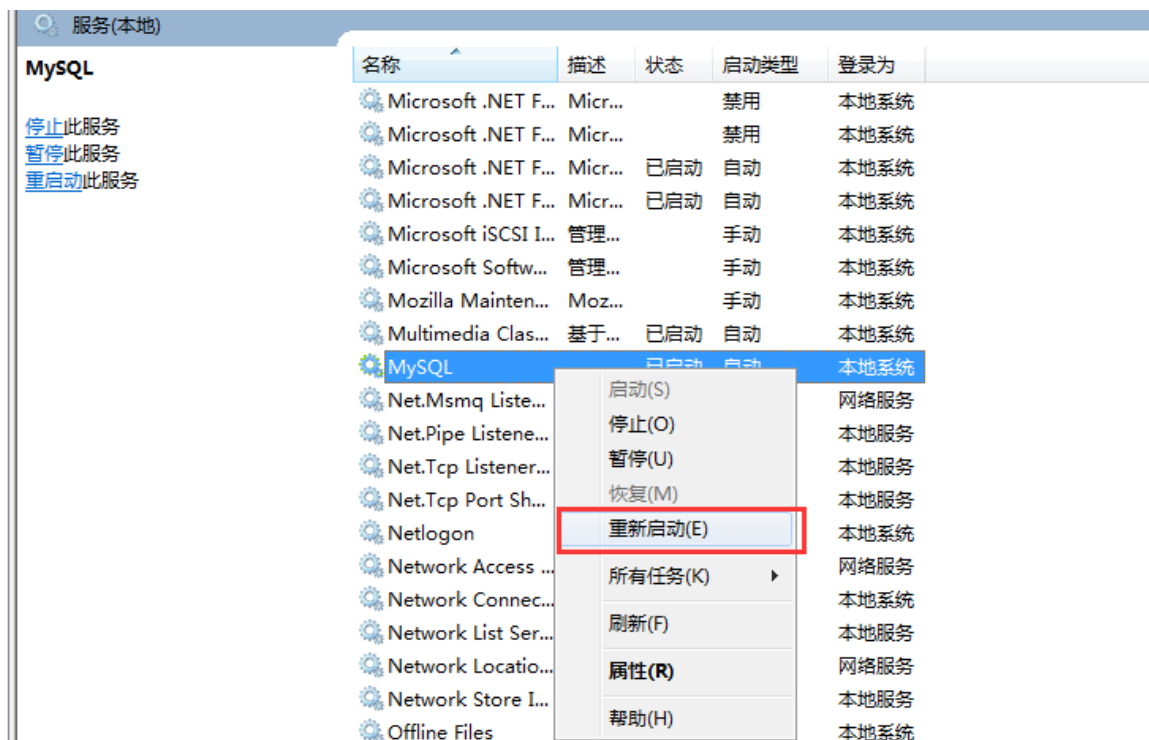 服务(本地)
MySQL
停止此服务
暂停此服务
重启动此服务
名称 描述 状态 启动类型 登录为
Microsoft .NET F... Micr... 禁用 本地系统
Microsoft .NET F... Micr... 禁用 本地系统
Microsoft .NET F... Micr... 已启动 自动 本地系统
Microsoft .NET F... Micr... 已启动 自动 本地系统
Microsoft iSCSI I... 管理... 手动 本地系统
Microsoft Softw... 管理... 手动 本地系统
Mozilla Mainten... Moz... 手动 本地系统
Multimedia Clas... 基于... 已启动 自动 本地系统
MySQL 已启动 自动 本地系统
Net.Msmq Liste... 网络服务
Net.Pipe Listene... 本地服务
Net.Tcp Listener... 本地服务
Net.Tcp Port Sh... 本地服务
Netlogon 本地系统
Network Access ... 网络服务
Network Connec... 本地系统
Network List Ser... 本地服务
Network Locatio... 网络服务
Network Store I... 本地服务
Offline Files 本地系统
启动(S)
停止(O)
暂停(U)
恢复(M)
重新启动(E)
所有任务(K)
刷新(F)
属性(R)
帮助(H)